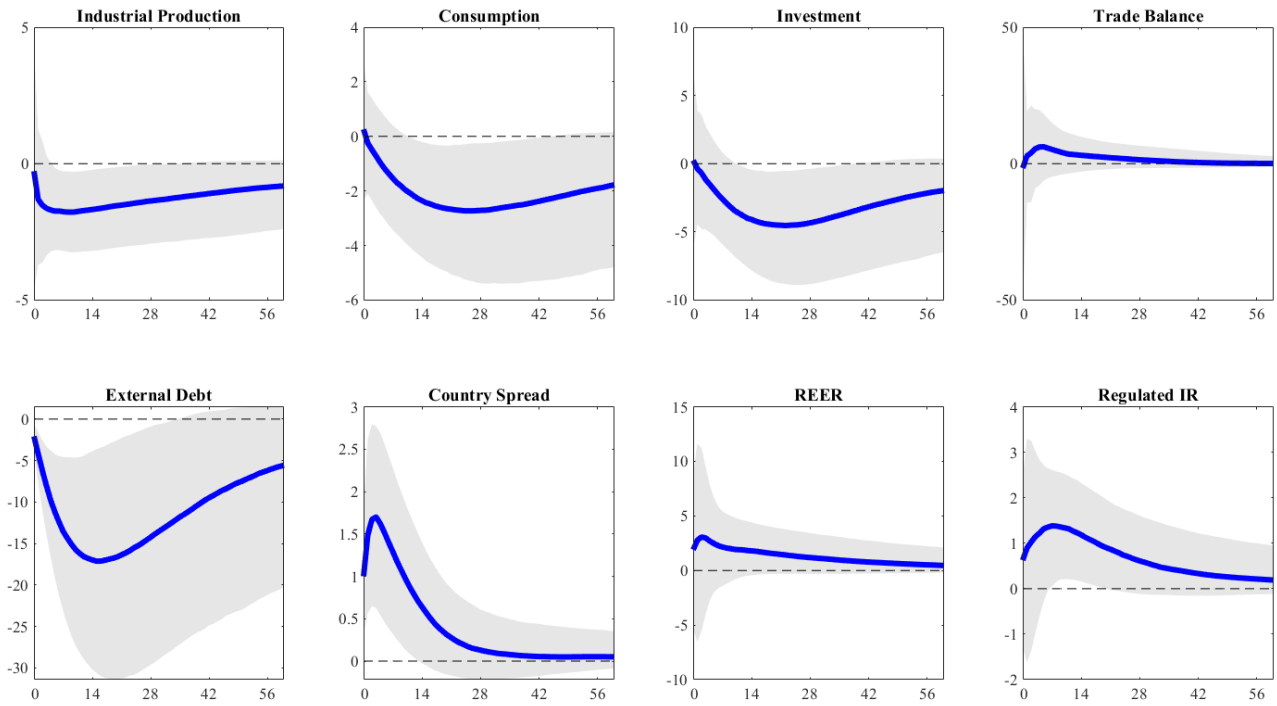 Industrial Production
5
0
-5
0 14 28 42 56
Consumption
4
2
0
-2
-4
-6
0 14 28 42 56
Investment
10
5
0
-5
-10
0 14 28 42 56
Trade Balance
50
0
-50
0 14 28 42 56
External Debt
0
-5
-10
-15
-20
-25
-30
0 14 28 42 56
Country Spread
3
2.5
2
1.5
1
0.5
0
0 14 28 42 56
REER
15
10
5
0
-5
-10
0 14 28 42 56
Regulated IR
4
3
2
1
0
-1
-2
0 14 28 42 56